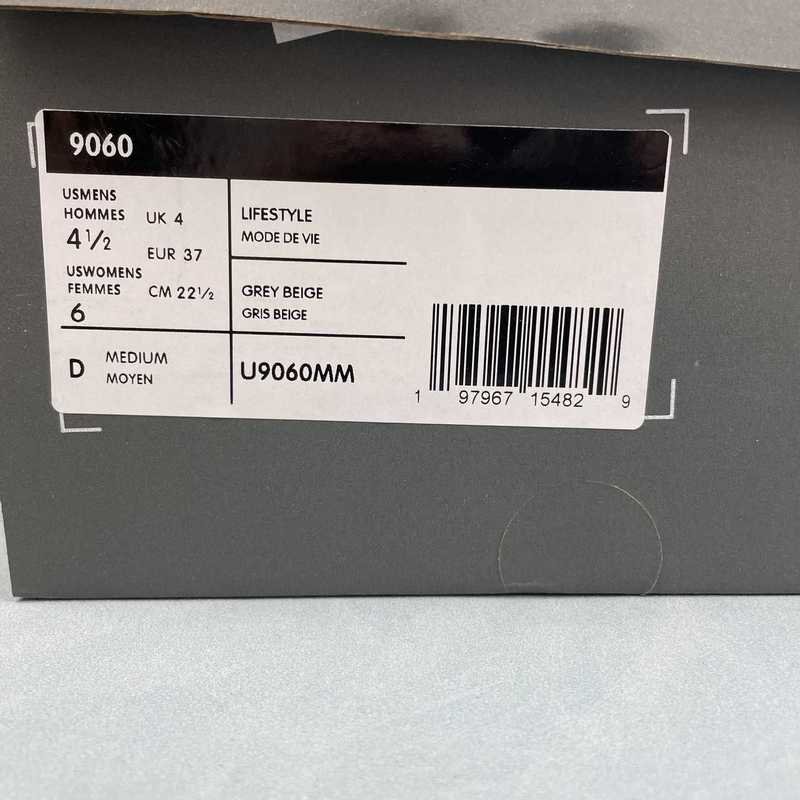 9060
USMENS
HOMMES
4½
UK 4
EUR 37
USWOMENS
FEMMES
6
CM 22½
D
MEDIUM
MOYEN
LIFESTYLE
MODE DE VIE
GREY BEIGE
GRIS BEIGE
U9060MM
1 97967 15482 9